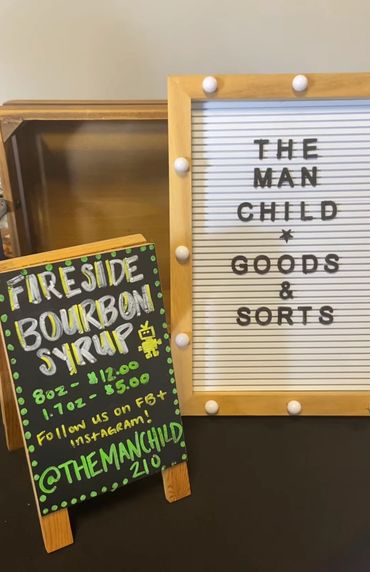 THE
MAN
CHILD
*
GOODS
&
SORTS
FIRESIDE
BOURBON
SYRUP
8oz - $12.00
1.7oz - $5.00
Follow us on FB+
INSTAGRAM!
@THEMANCHILD
210